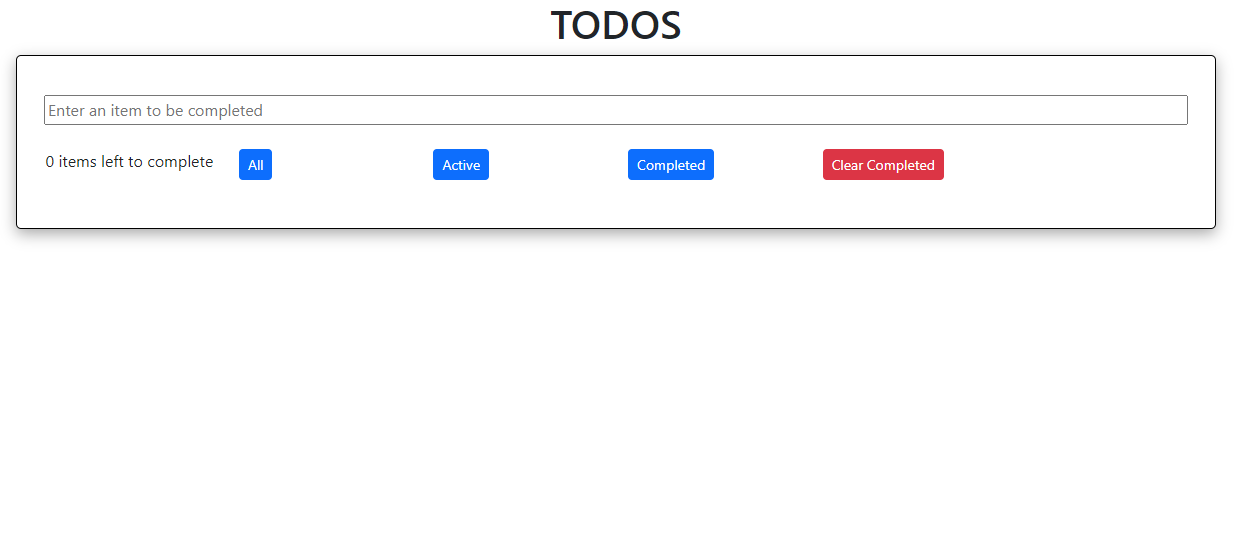 TODOS
Enter an item to be completed
0 items left to complete All Active Completed Clear Completed